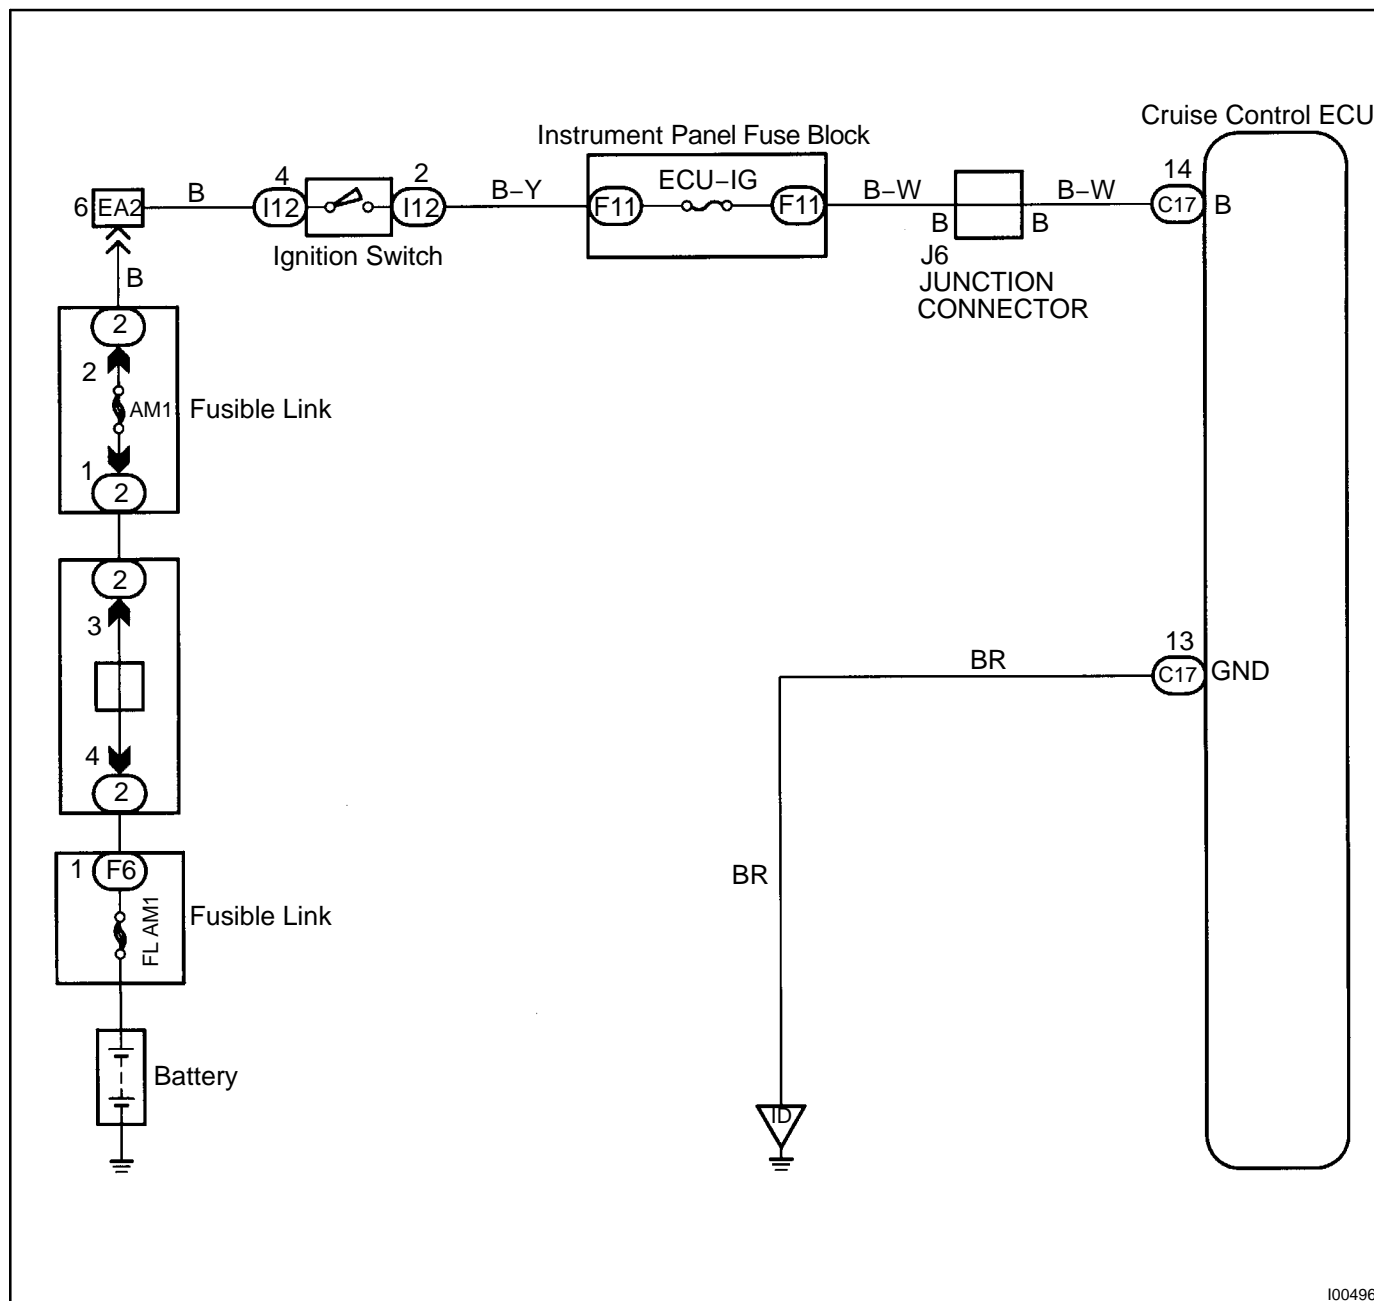 Cruise Control ECU
Instrument Panel Fuse Block
6 EA2
B
4
I12
2
I12
Ignition Switch
B-Y
F11
ECU-IG
F11
B-W
B
B
B-W
J6
JUNCTION
CONNECTOR
14
C17
B
B
2
2
AM1
Fusible Link
1
2
2
3
4
2
1
F6
FL AM1
Fusible Link
Battery
13
C17
GND
BR
BR
ID
I00496